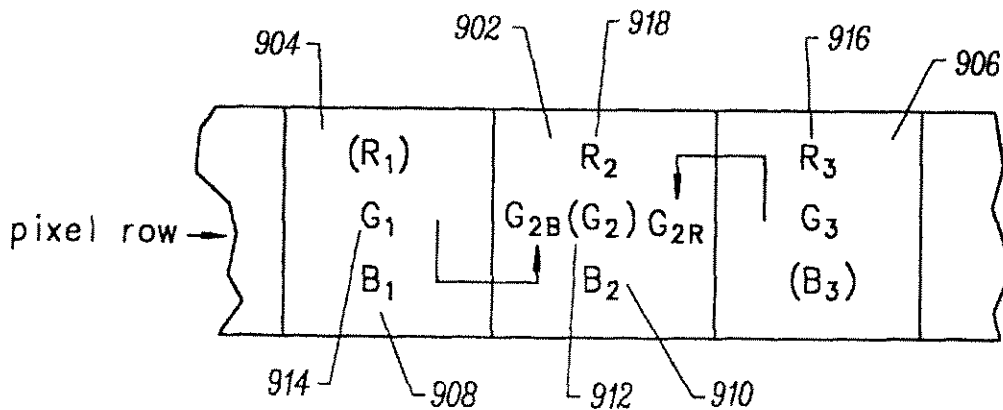 904 902 918 916 906
(R₁) R₂ R₃
pixel row G₁ G₂B(G₂) G₂R G₃
B₁ B₂ (B₃)
914 908 912 910